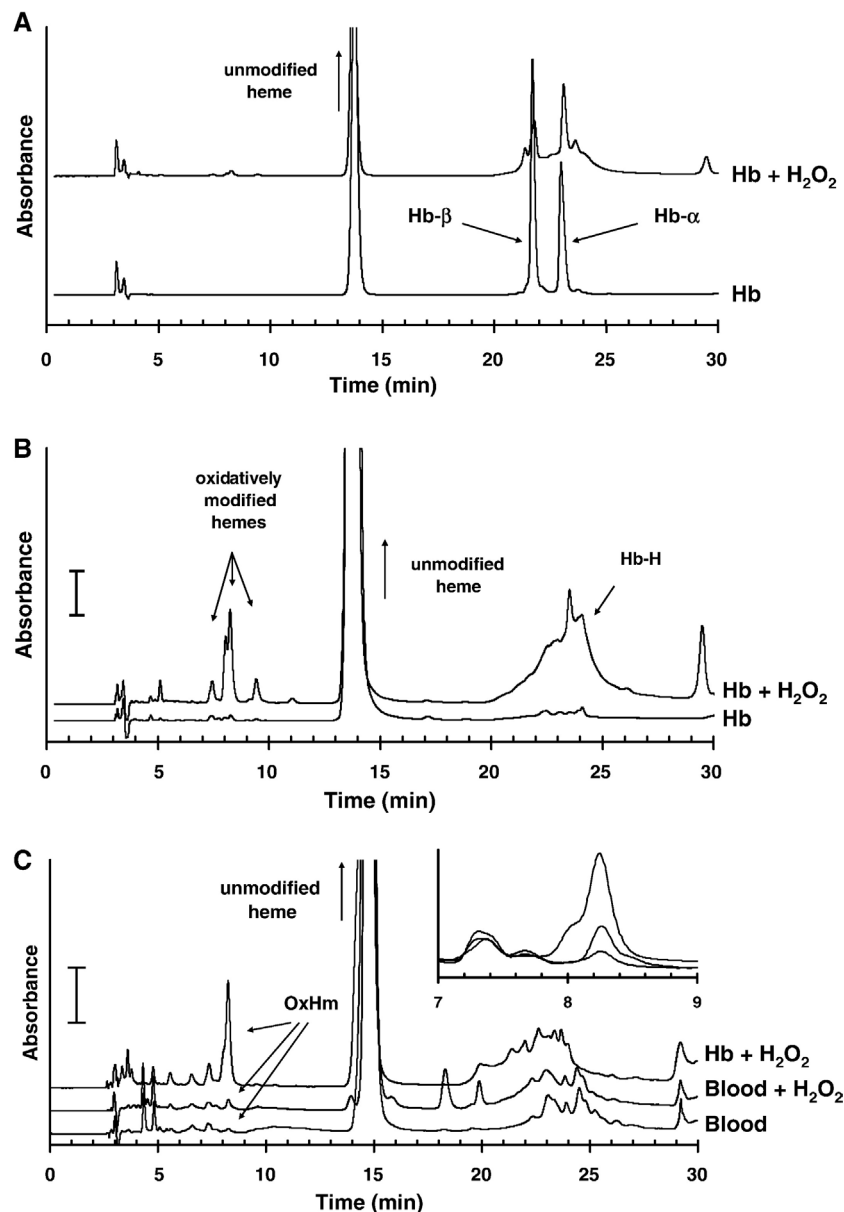 A
unmodified
heme
Hb + H₂O₂
Hb-β
Hb-α
Hb
Absorbance
0 5 10 15 20 25 30
Time (min)
B
oxidatively
modified
hemes
unmodified
heme
Hb-H
Hb + H₂O₂
Hb
Absorbance
0 5 10 15 20 25 30
Time (min)
C
unmodified
heme
7 8 9
OxHm
Hb + H₂O₂
Blood + H₂O₂
Blood
Absorbance
0 5 10 15 20 25 30
Time (min)